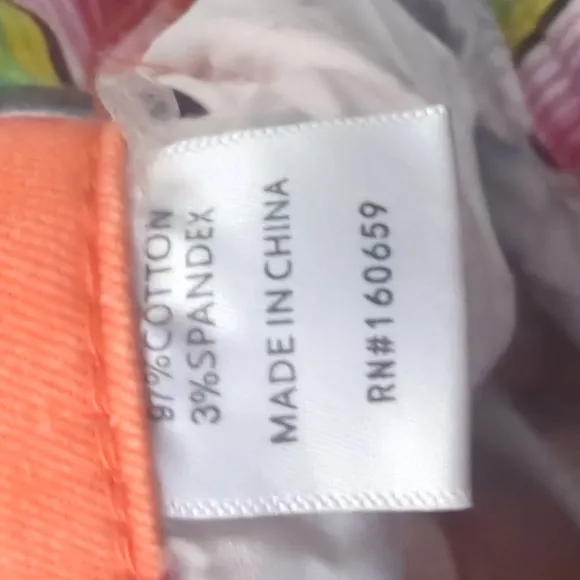 97%COTTON
3%SPANDEX
MADE IN CHINA
RN#160659